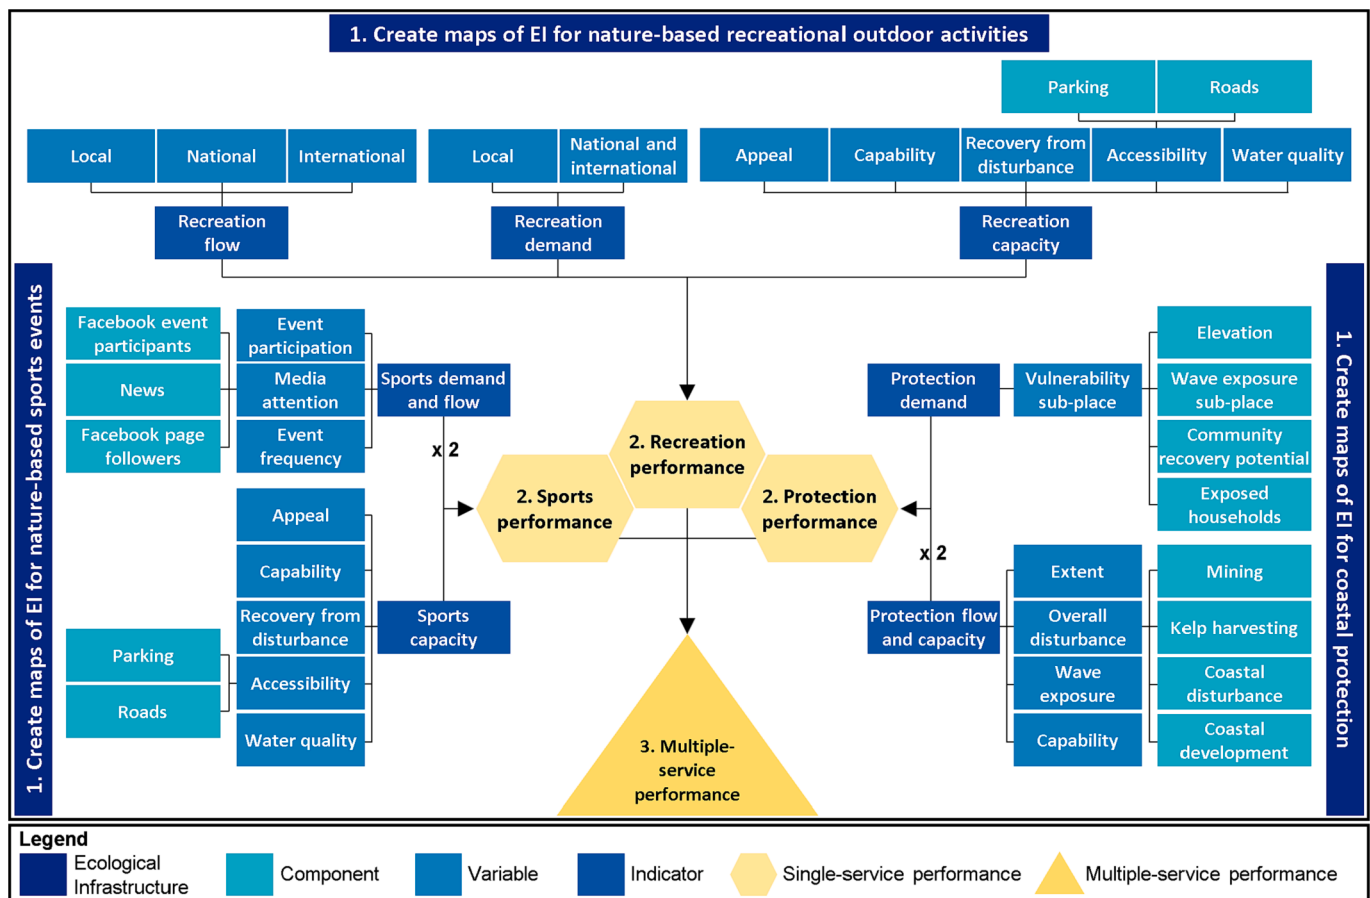 1. Create maps of EI for nature-based recreational outdoor activities
Parking
Roads
Local
National
International
Local
National and
international
Appeal
Capability
Recovery from
disturbance
Accessibility
Water quality
Recreation
flow
Recreation
demand
Recreation
capacity
1. Create maps of EI for nature-based sports events
Facebook event
participants
News
Facebook page
followers
Event
participation
Media
attention
Event
frequency
Sports demand
and flow
x 2
Appeal
Capability
Recovery from
disturbance
Accessibility
Water quality
Parking
Roads
Sports
capacity
2. Recreation
performance
2. Sports
performance
2. Protection
performance
3. Multiple-
service
performance
Protection
demand
Vulnerability
sub-place
Elevation
Wave exposure
sub-place
Community
recovery potential
Exposed
households
x 2
Protection flow
and capacity
Extent
Overall
disturbance
Wave
exposure
Capability
Mining
Kelp harvesting
Coastal
disturbance
Coastal
development
1. Create maps of EI for coastal protection
Legend
Ecological
Infrastructure
Component
Variable
Indicator
Single-service performance
Multiple-service performance